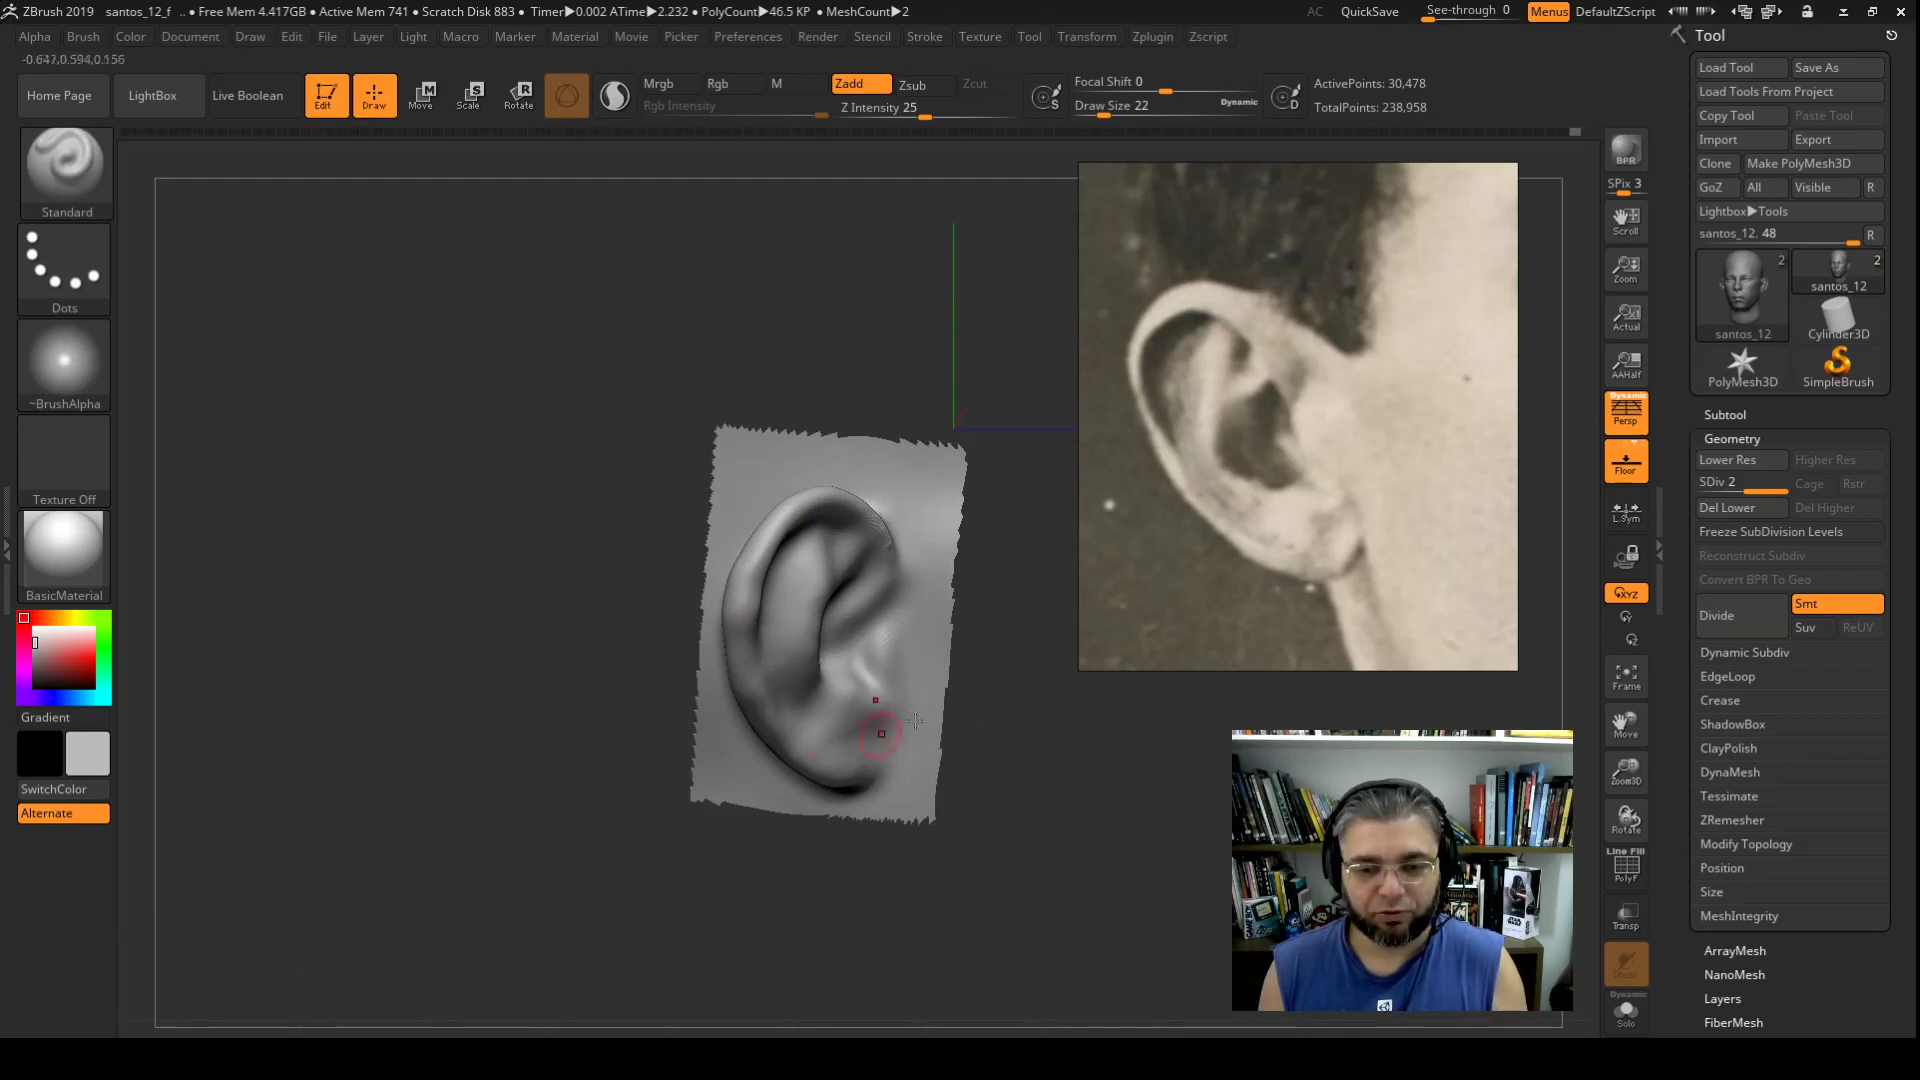 ZBrush 2019 santos_12_f .. • Free Mem 4.417GB • Active Mem 741 • Scratch Disk 883 • Timer▶0.002 ATime▶2.232 • PolyCount▶46.5 KP • MeshCount▶2 AC QuickSave See-through 0 Menus DefaultZScript
Alpha Brush Color Document Draw Edit File Layer Light Macro Marker Material Movie Picker Preferences Render Stencil Stroke Texture Tool Transform Zplugin Zscript
-0.647,0.594,0.156
Home Page LightBox Live Boolean Edit Draw Move Scale Rotate
Mrgb Rgb M Zadd Zsub Zcut
Rgb Intensity Z Intensity 25
S Focal Shift 0
Draw Size 22 Dynamic
D ActivePoints: 30,478
TotalPoints: 238,958
Standard
Dots
~BrushAlpha
Texture Off
BasicMaterial
Gradient
SwitchColor
Alternate
BPR
SPix 3
Scroll
Zoom
Actual
AAHalf
Dynamic
Persp
Floor
L.Sym
XYZ
Frame
Move
Zoom3D
Rotate
Line Fill
PolyF
Transp
Ghost
Dynamic
Solo
Tool
Load Tool Save As
Load Tools From Project
Copy Tool Paste Tool
Import Export
Clone Make PolyMesh3D
GoZ All Visible R
Lightbox▶Tools
santos_12. 48 R
2 2
santos_12
santos_12 Cylinder3D
PolyMesh3D SimpleBrush
Subtool
Geometry
Lower Res Higher Res
SDiv 2 Cage Rstr
Del Lower Del Higher
Freeze SubDivision Levels
Reconstruct Subdiv
Convert BPR To Geo
Divide Smt
Suv ReUV
Dynamic Subdiv
EdgeLoop
Crease
ShadowBox
ClayPolish
DynaMesh
Tessimate
ZRemesher
Modify Topology
Position
Size
MeshIntegrity
ArrayMesh
NanoMesh
Layers
FiberMesh
STAR WARS